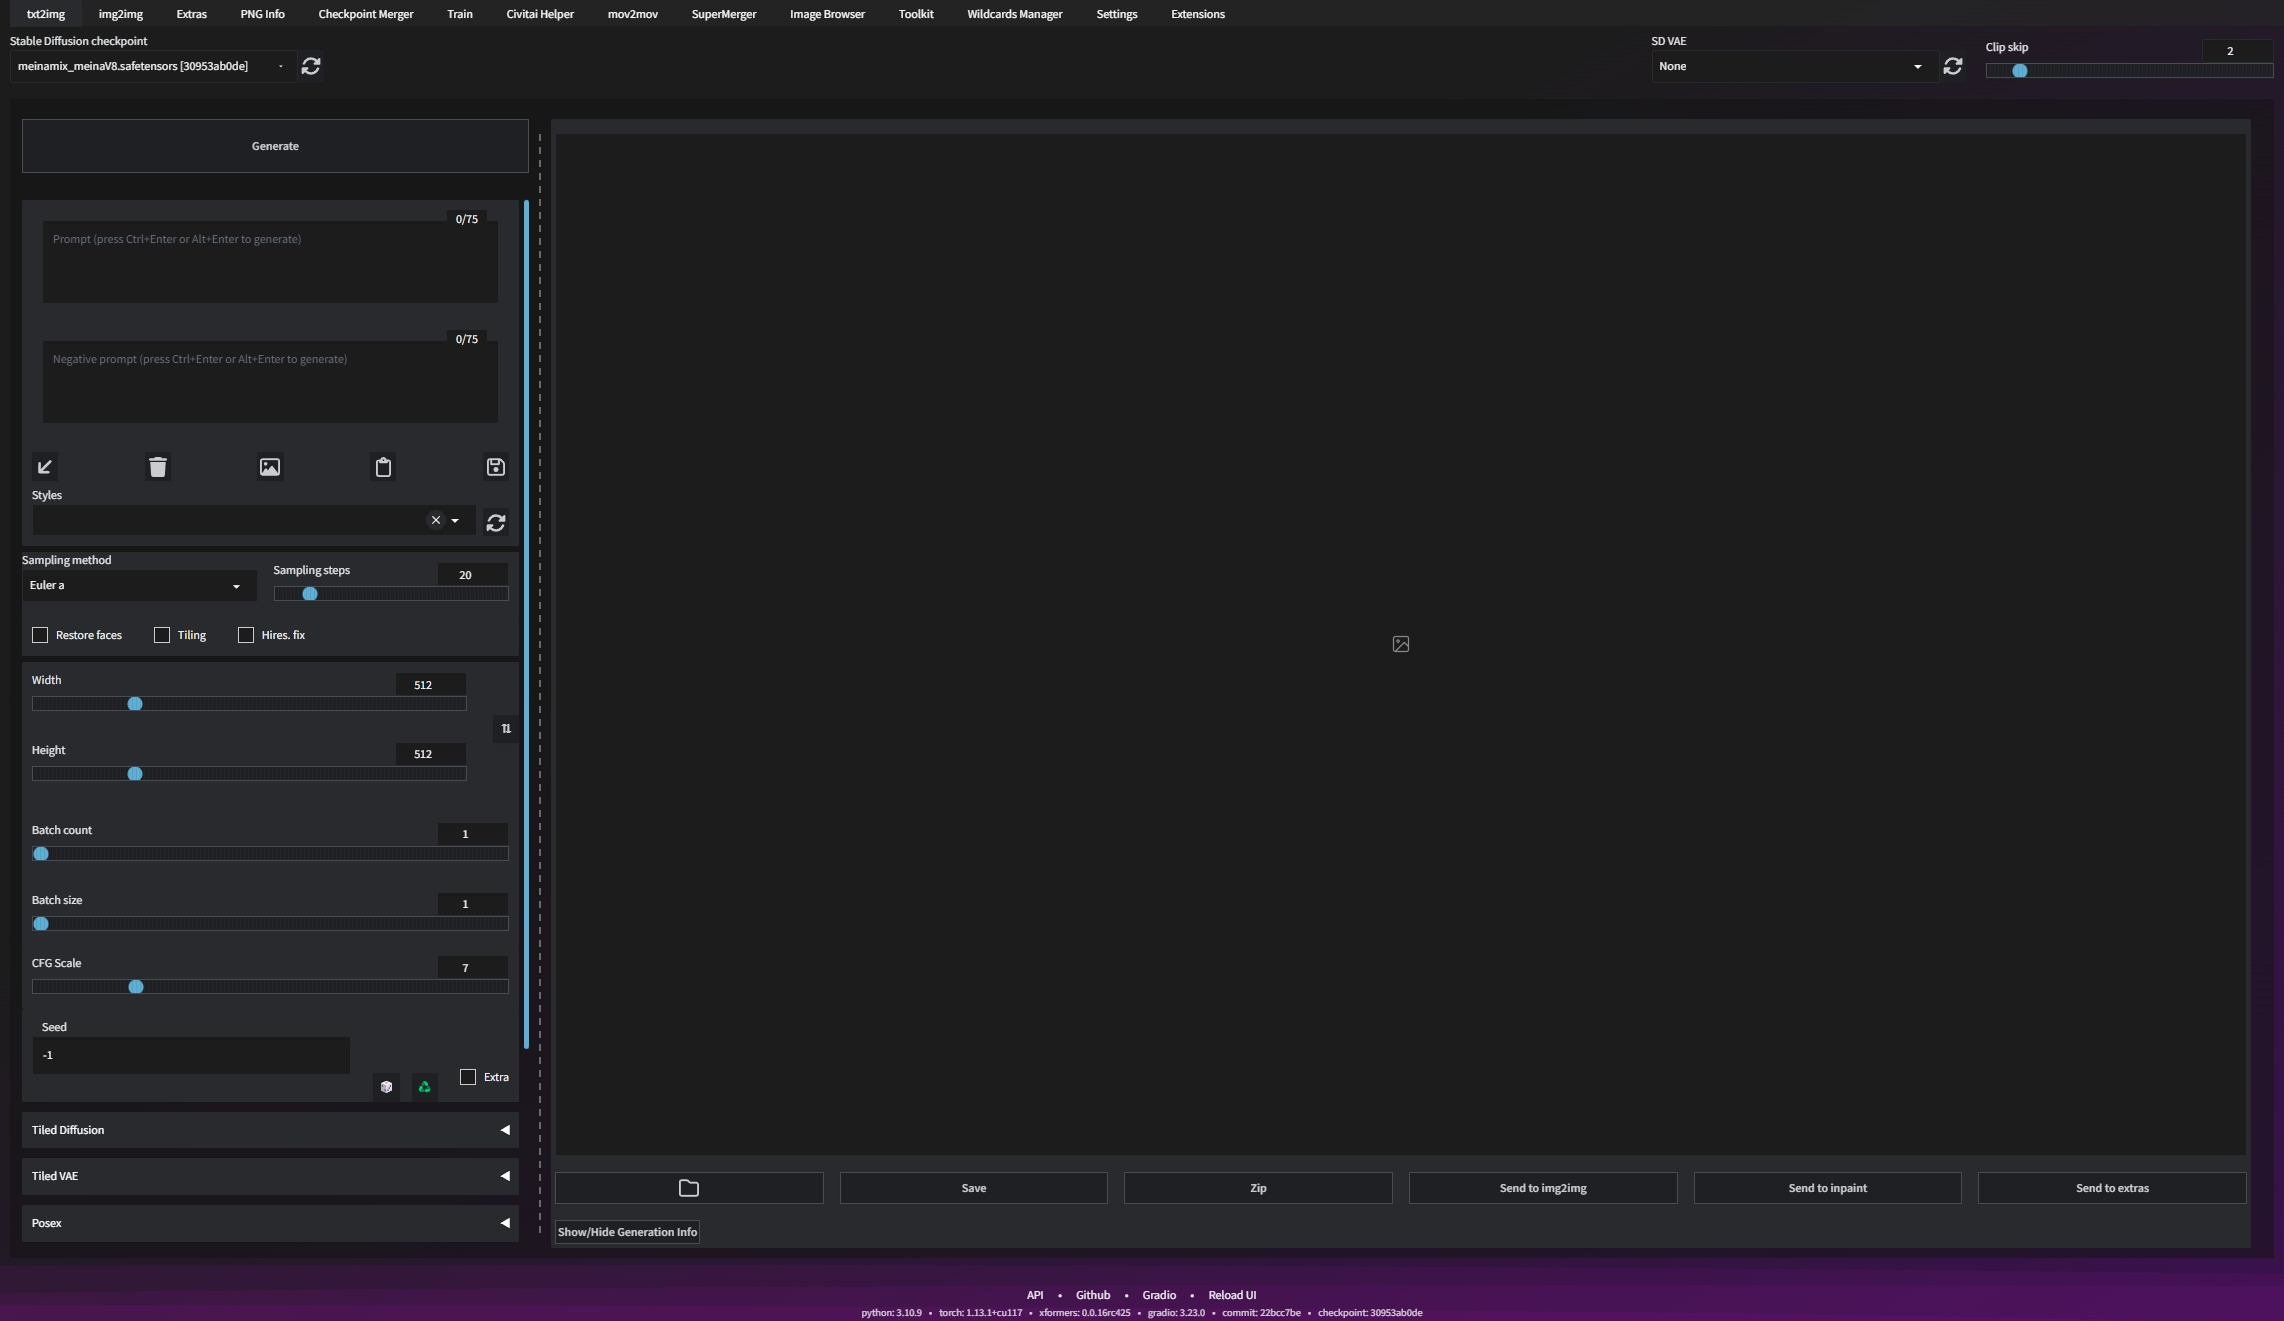 txt2img img2img Extras PNG Info Checkpoint Merger Train Civitai Helper mov2mov SuperMerger Image Browser Toolkit Wildcards Manager Settings Extensions
Stable Diffusion checkpoint
meinamix_meinaV8.safetensors [30953ab0de]
SD VAE
None
Clip skip
2
Generate
0/75
Prompt (press Ctrl+Enter or Alt+Enter to generate)
0/75
Negative prompt (press Ctrl+Enter or Alt+Enter to generate)
Styles
Sampling method
Euler a
Sampling steps
20
Restore faces Tiling Hires. fix
Width
512
Height
512
Batch count
1
Batch size
1
CFG Scale
7
Seed
-1
Extra
Tiled Diffusion
Tiled VAE
Posex
Save Zip Send to img2img Send to inpaint Send to extras
Show/Hide Generation Info
API • Github • Gradio • Reload UI
python: 3.10.9 • torch: 1.13.1+cu117 • xformers: 0.0.16rc425 • gradio: 3.23.0 • commit: 22bcc7be • checkpoint: 30953ab0de